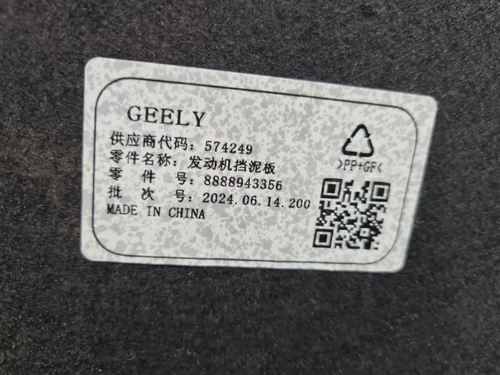 GEELY
供应商代码: 574249
零件名称: 发动机挡泥板
零件号: 8888943356
批次号: 2024.06.14.200
MADE IN CHINA
>PP+GF<